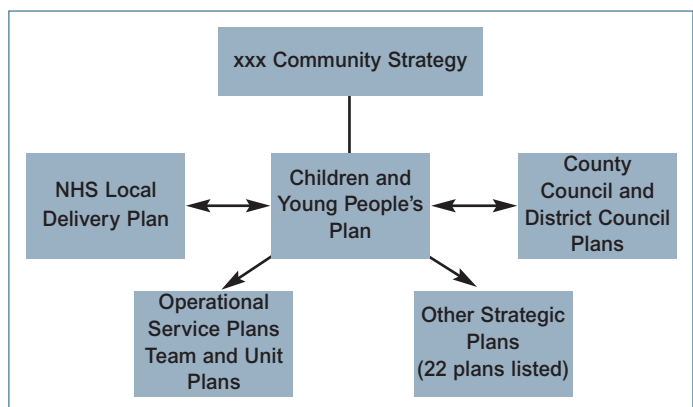 xxx Community Strategy
NHS Local
Delivery Plan
Children and
Young People's
Plan
County
Council and
District Council
Plans
Operational
Service Plans
Team and Unit
Plans
Other Strategic
Plans
(22 plans listed)